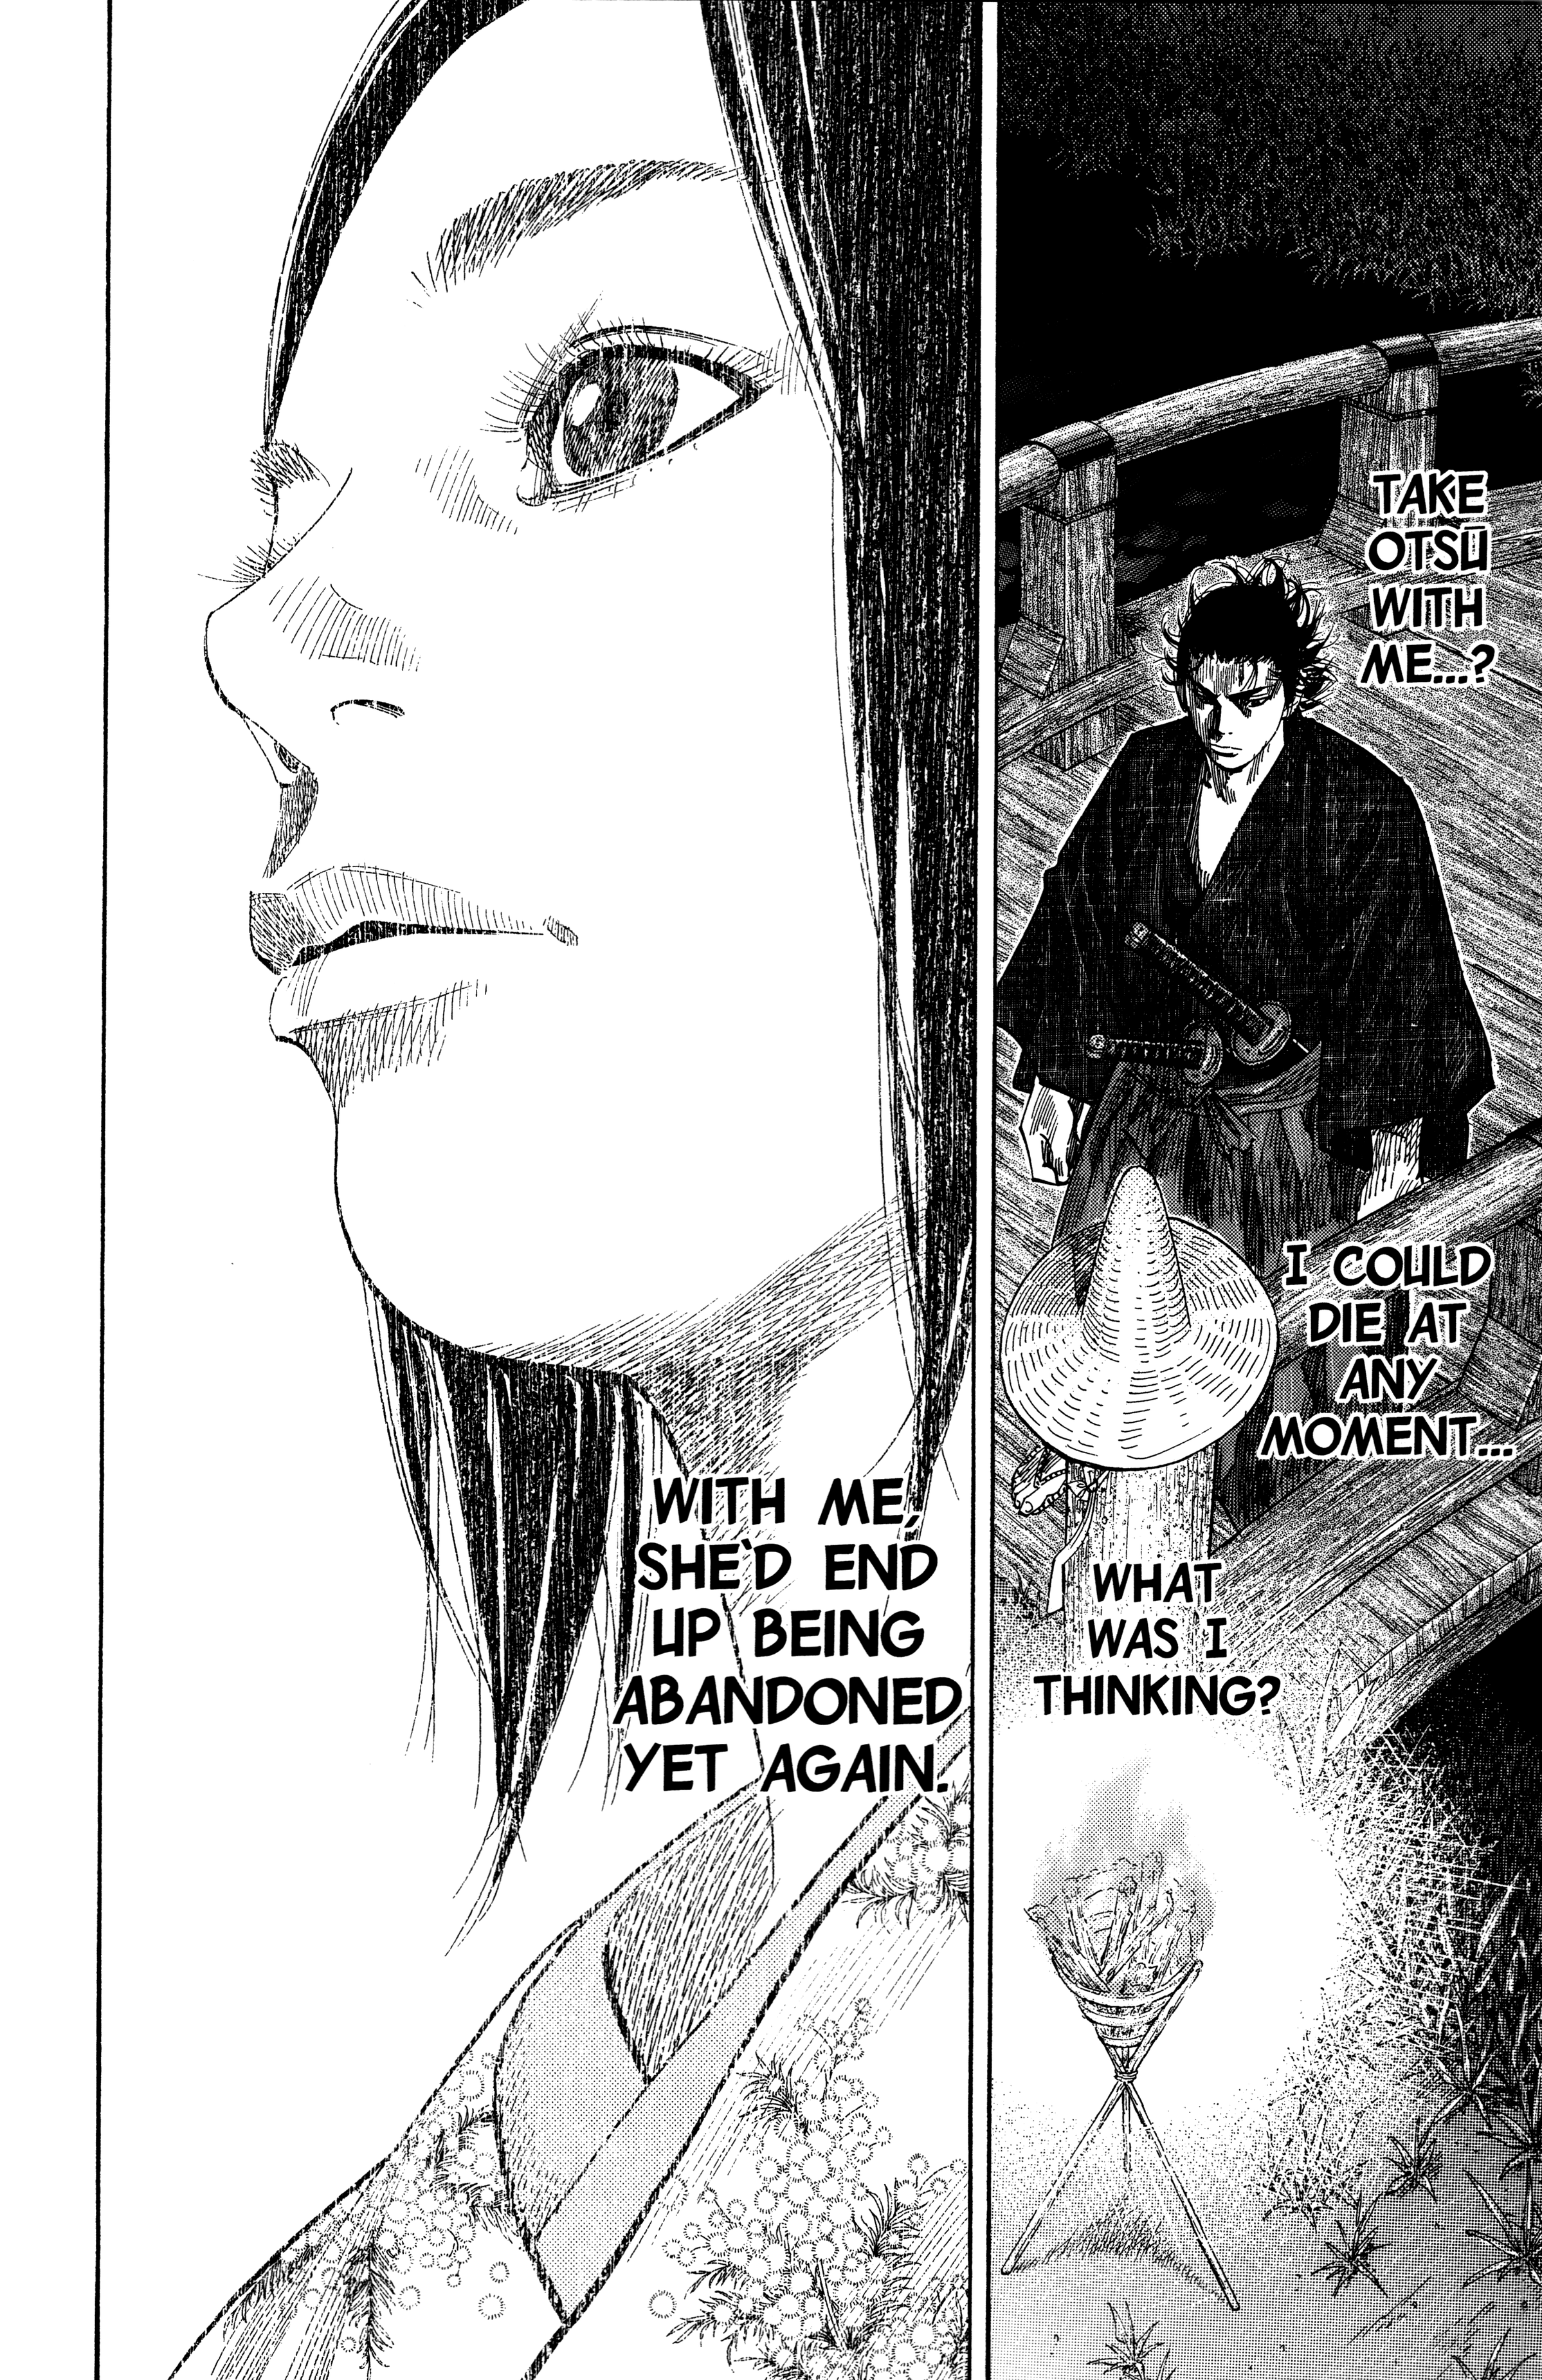 TAKE
OTSŪ
WITH
ME...?
I COULD
DIE AT
ANY
MOMENT...
WHAT
WAS I
THINKING?
WITH ME,
SHE'D END
UP BEING
ABANDONED
YET AGAIN.